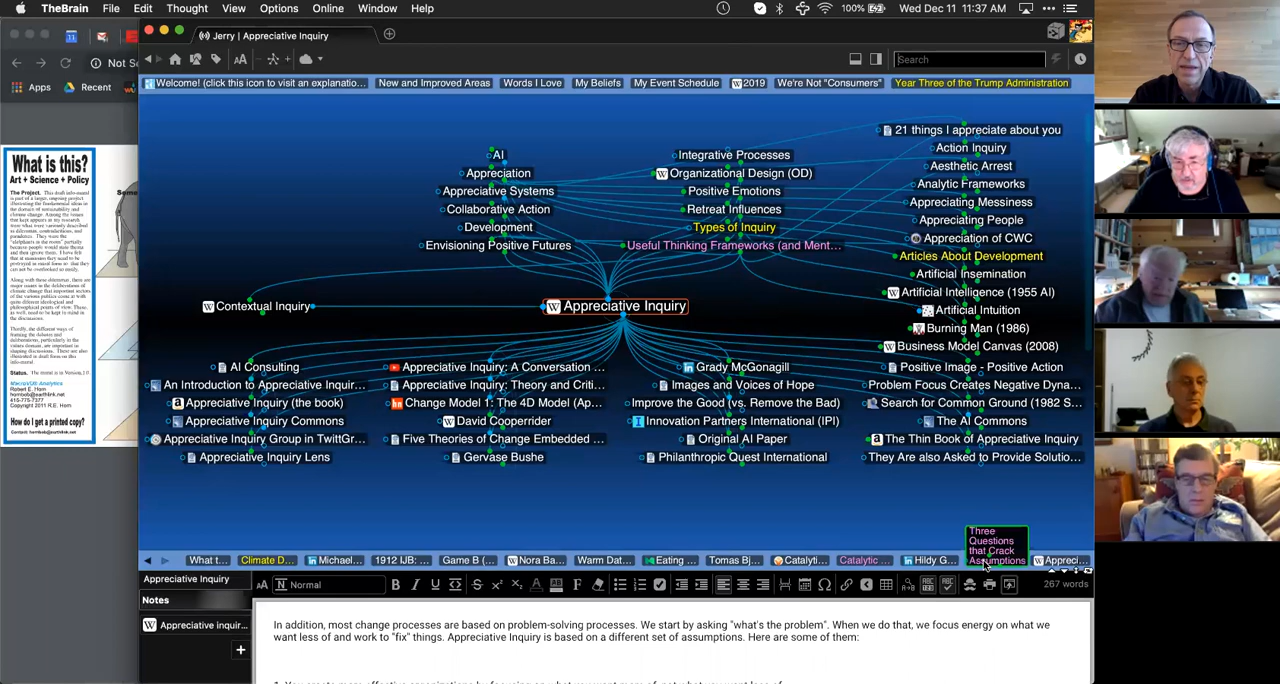 TheBrain File Edit Thought View Options Online Window Help
100% Wed Dec 11 11:37 AM
Jerry | Appreciative Inquiry
Not S
Search
Apps Recent
Welcome! (click this icon to visit an explanatio... New and Improved Areas Words I Love My Beliefs My Event Schedule 2019 We're Not "Consumers" Year Three of the Trump Administration
What is this?
Art + Science + Policy
How do I get a printed copy?
AI
Appreciation
Appreciative Systems
Collective Action
Development
Envisioning Positive Futures
Integrative Processes
Organizational Design (OD)
Positive Emotions
Reset Influences
Types of Inquiry
Useful Thinking Frameworks (and Ment...
21 things I appreciate about you
Action Inquiry
Aesthetic Arrest
Analytic Frameworks
Appreciating Messiness
Appreciating People
Appreciation of CWC
Articles About Development
Artificial Insemination
Artificial Intelligence (1955 AI)
Artificial Intuition
Burning Man (1986)
Business Model Canvas (2008)
Contextual Inquiry
Appreciative Inquiry
AI Consulting
An Introduction to Appreciative Inquir...
Appreciative Inquiry (the book)
Appreciative Inquiry Commons
Appreciative Inquiry Group in TwittGr...
Appreciative Inquiry Lens
Appreciative Inquiry: A Conversation ...
Appreciative Inquiry: Theory and Criti...
Change Model 1: The 4D Model (Ap...
David Cooperrider
Five Theories of Change Embedded ...
Gervase Bushe
Grady McGonagill
Images and Voices of Hope
Improve the Good (vs. Remove the Bad)
Innovation Partners International (IPI)
Original AI Paper
Philanthropic Quest International
Positive Image - Positive Action
Problem Focus Creates Negative Dyna...
Search for Common Ground (1982 S...
The AI Commons
The Thin Book of Appreciative Inquiry
They Are also Asked to Provide Solutio...
Three
Questions
that Crack
Assumptions
What t... Climate D... Michael... 1912 IJB: ... Game B (... Nora Ba... Warm Dat... Eating ... Tomas Bj... Catalyti... Catalytic ... Hildy G... Appreci...
Appreciative Inquiry
Normal
267 words
Notes
Appreciative inquir...
In addition, most change processes are based on problem-solving processes. We start by asking "what's the problem". When we do that, we focus energy on what we
want less of and work to "fix" things. Appreciative Inquiry is based on a different set of assumptions. Here are some of them: